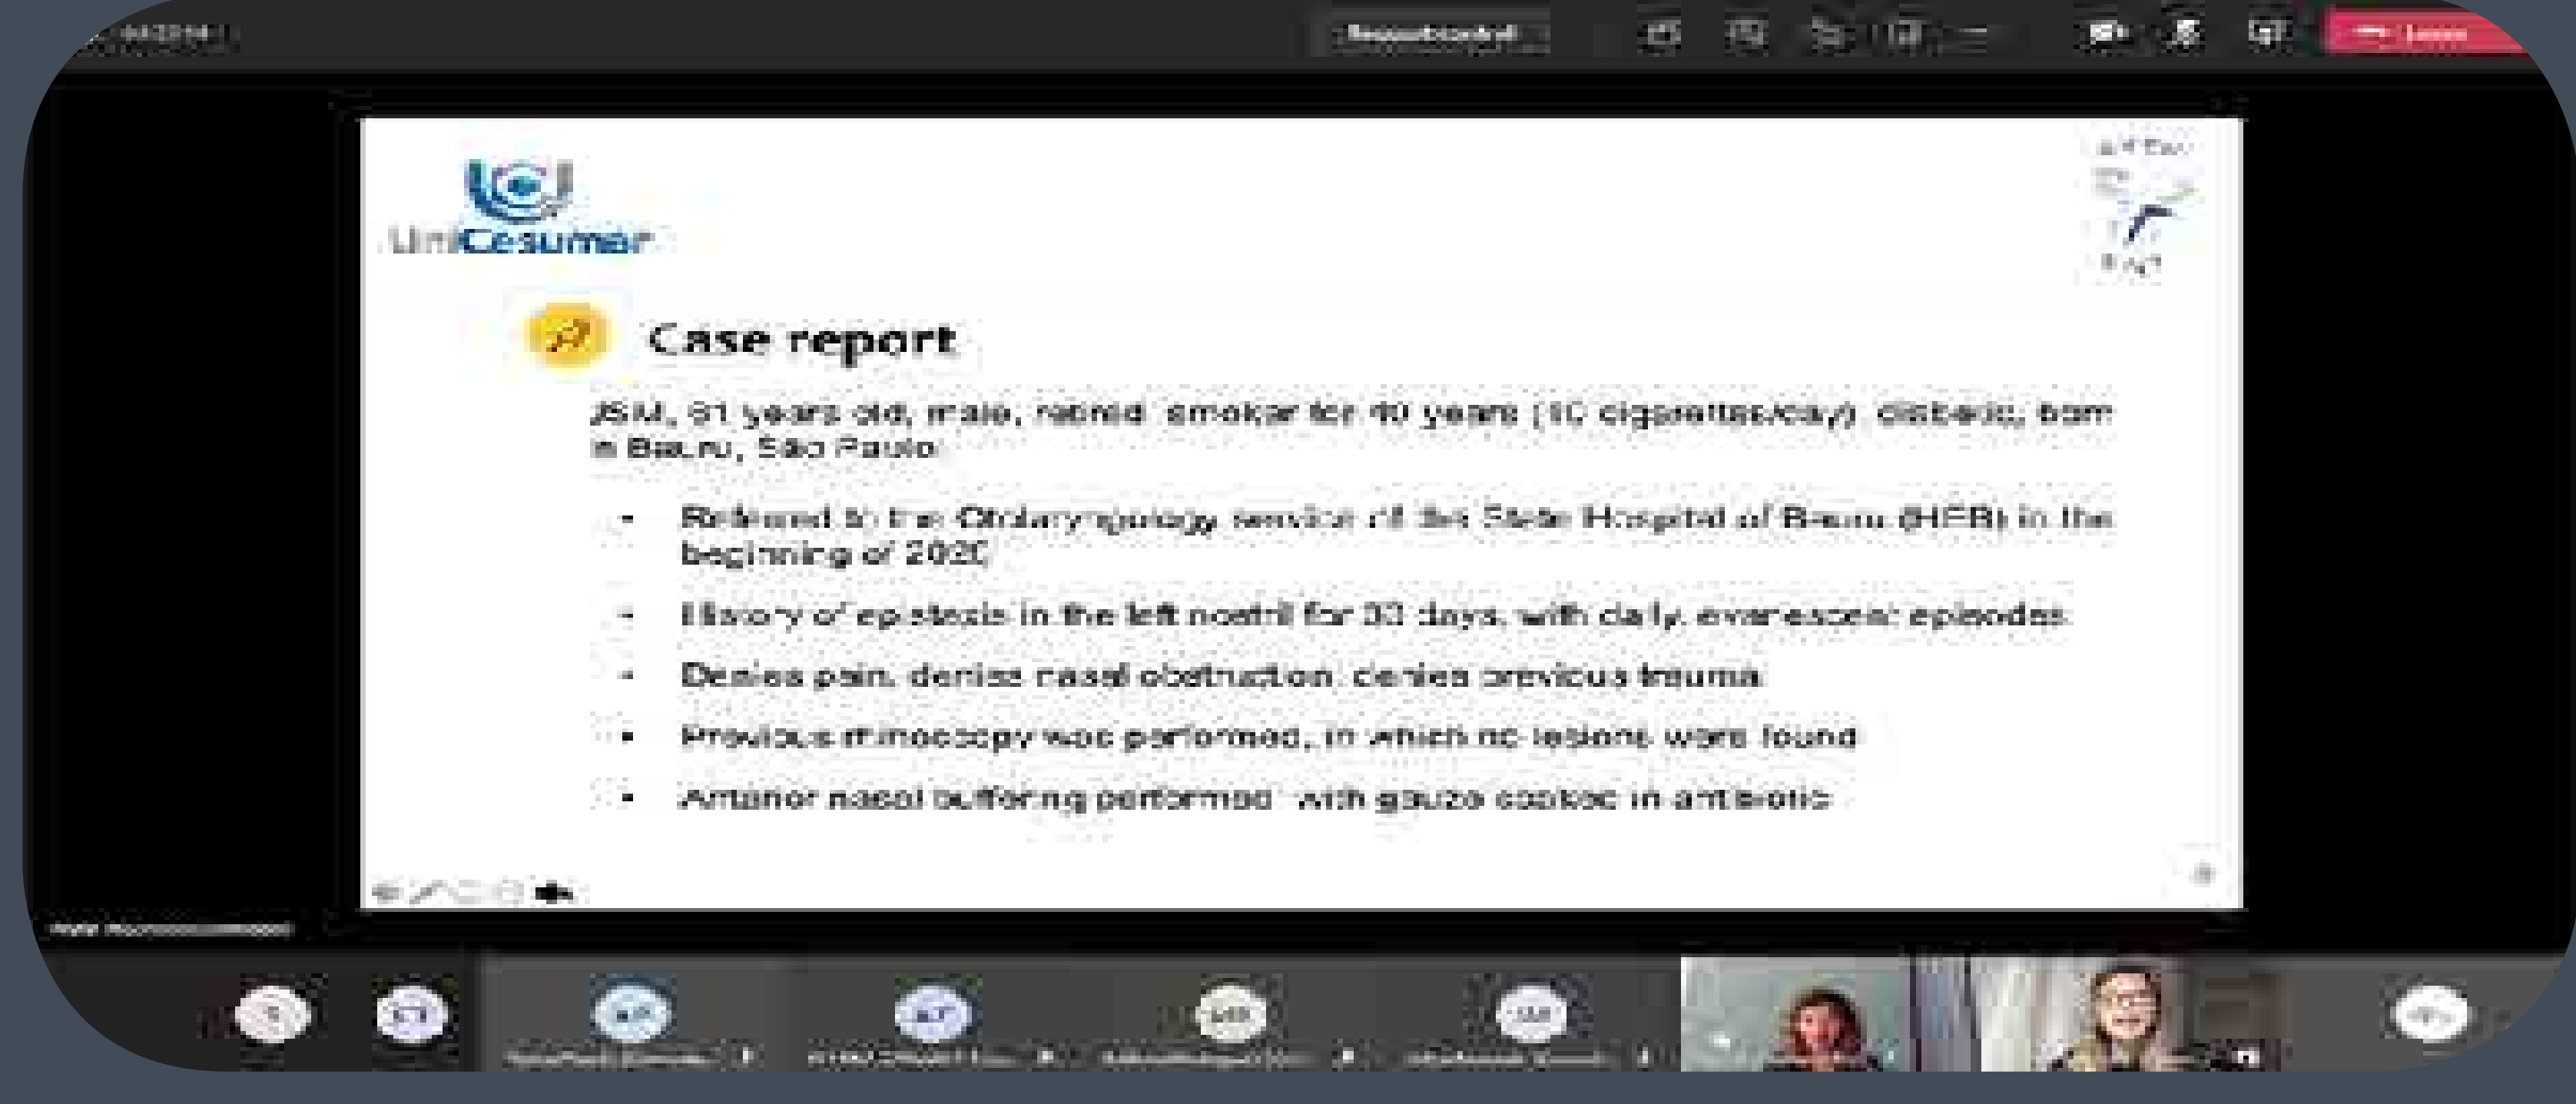 UniCesumar
Case report
JSM, 61 years old, male, retired, smoker for 40 years (10 cigarettes/day), diabetic, born
in Bauru, São Paulo
Referred to the Otolaryngology service of the State Hospital of Bauru (HEB) in the
beginning of 2020
History of epistaxis in the left nostril for days, with daily, evanescent episodes
Denies pain, denies nasal obstruction, denies previous trauma
Previous rhinoscopy was performed, in which no lesions were found
Anterior nasal buffering performed with gauze soaked in antibiotic
Request control
Leave